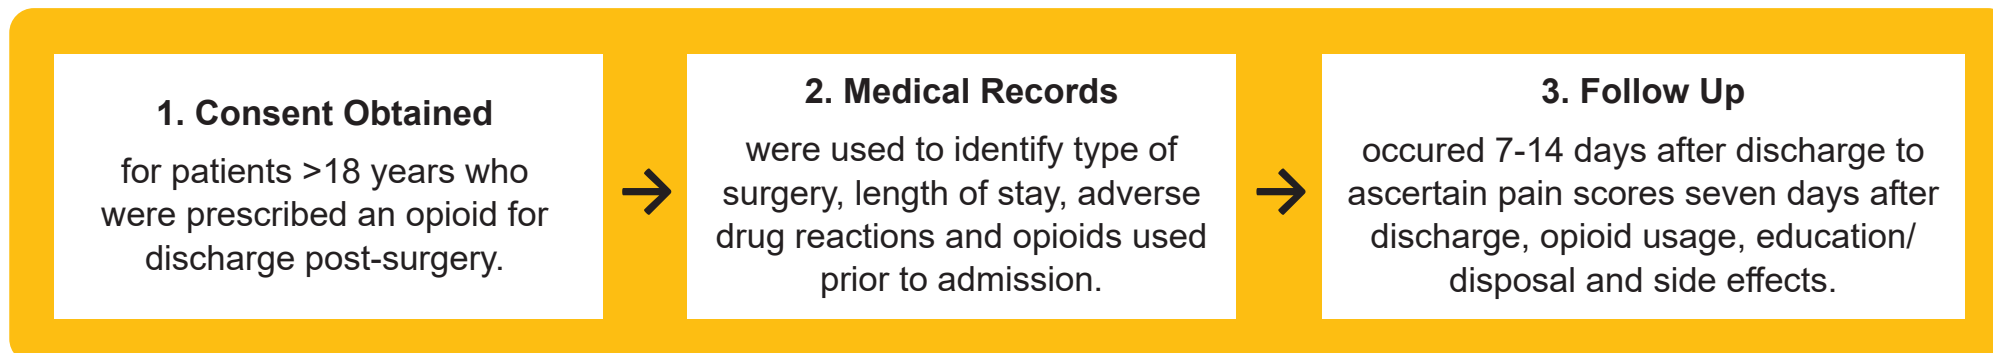 1. Consent Obtained
for patients >18 years who
were prescribed an opioid for
discharge post-surgery.
2. Medical Records
were used to identify type of
surgery, length of stay, adverse
drug reactions and opioids used
prior to admission.
3. Follow Up
occured 7-14 days after discharge to
ascertain pain scores seven days after
discharge, opioid usage, education/
disposal and side effects.